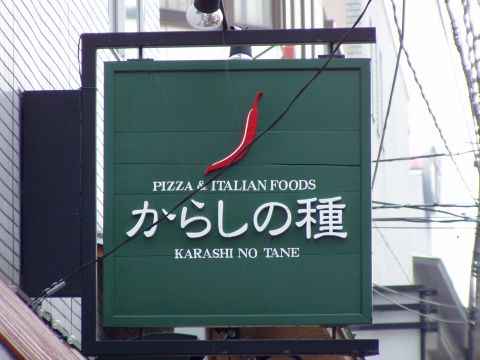 PIZZA & ITALIAN FOODS
からしの種
KARASHI NO TANE